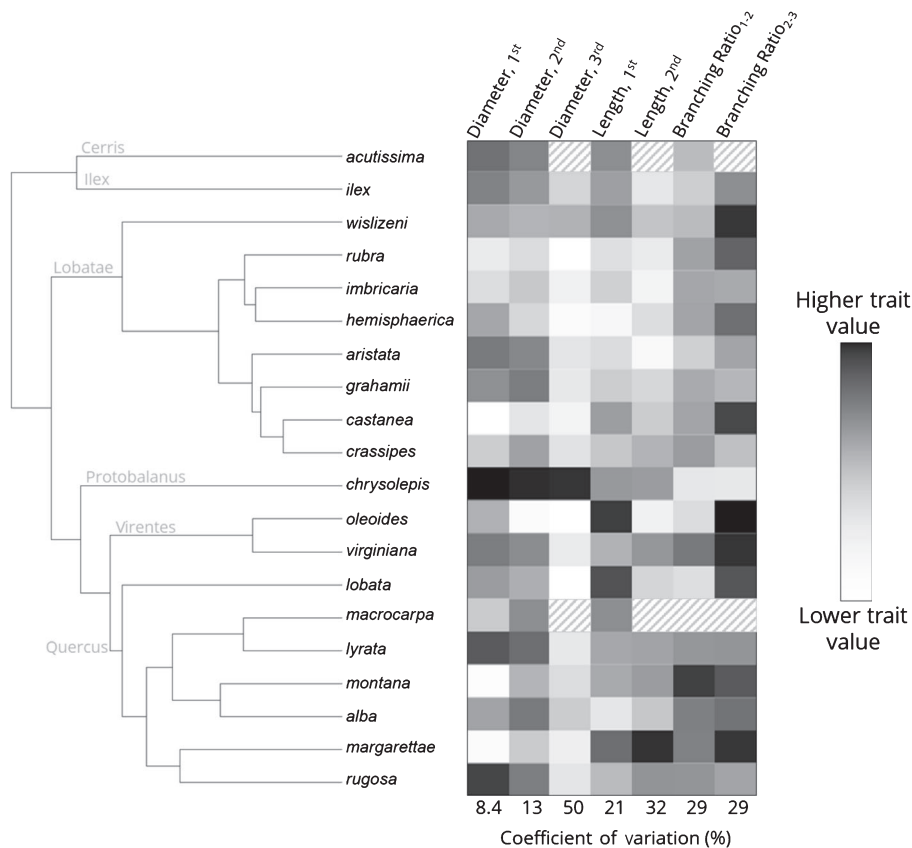 Diameter, 1st
Diameter, 2nd
Diameter, 3rd
Length, 1st
Length, 2nd
Branching Ratio1-2
Branching Ratio2-3
Cerris
acutissima
Ilex
ilex
wislizeni
rubra
Lobatae
imbricaria
hemisphaerica
aristata
grahamii
castanea
crassipes
Protobalanus
chrysolepis
oleoides
Virentes
virginiana
lobata
macrocarpa
Quercus
lyrata
montana
alba
margarettae
rugosa
Higher trait
value
Lower trait
value
8.4 13 50 21 32 29 29
Coefficient of variation (%)